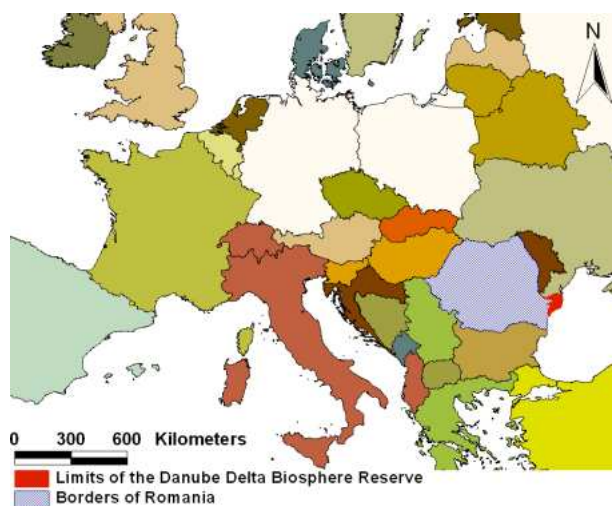 N
0 300 600 Kilometers
Limits of the Danube Delta Biosphere Reserve
Borders of Romania